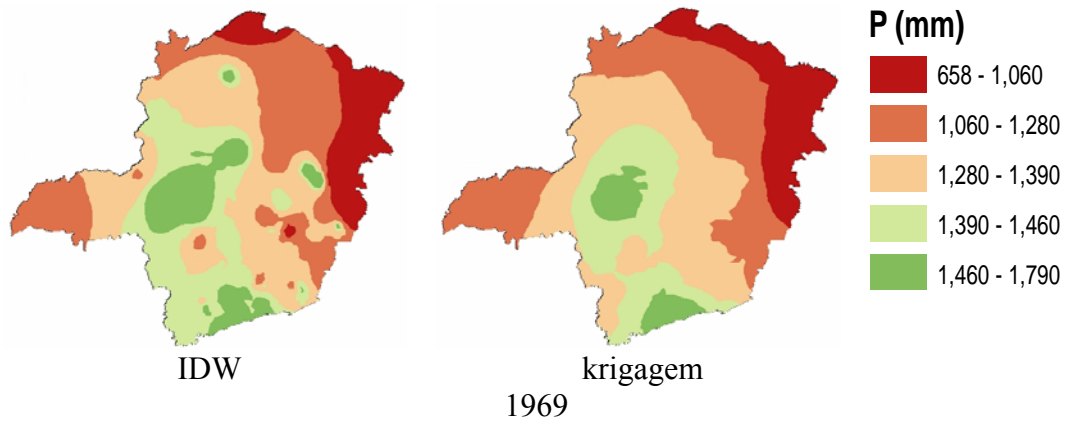 P (mm)
658 - 1,060
1,060 - 1,280
1,280 - 1,390
1,390 - 1,460
1,460 - 1,790
IDW
krigagem
1969